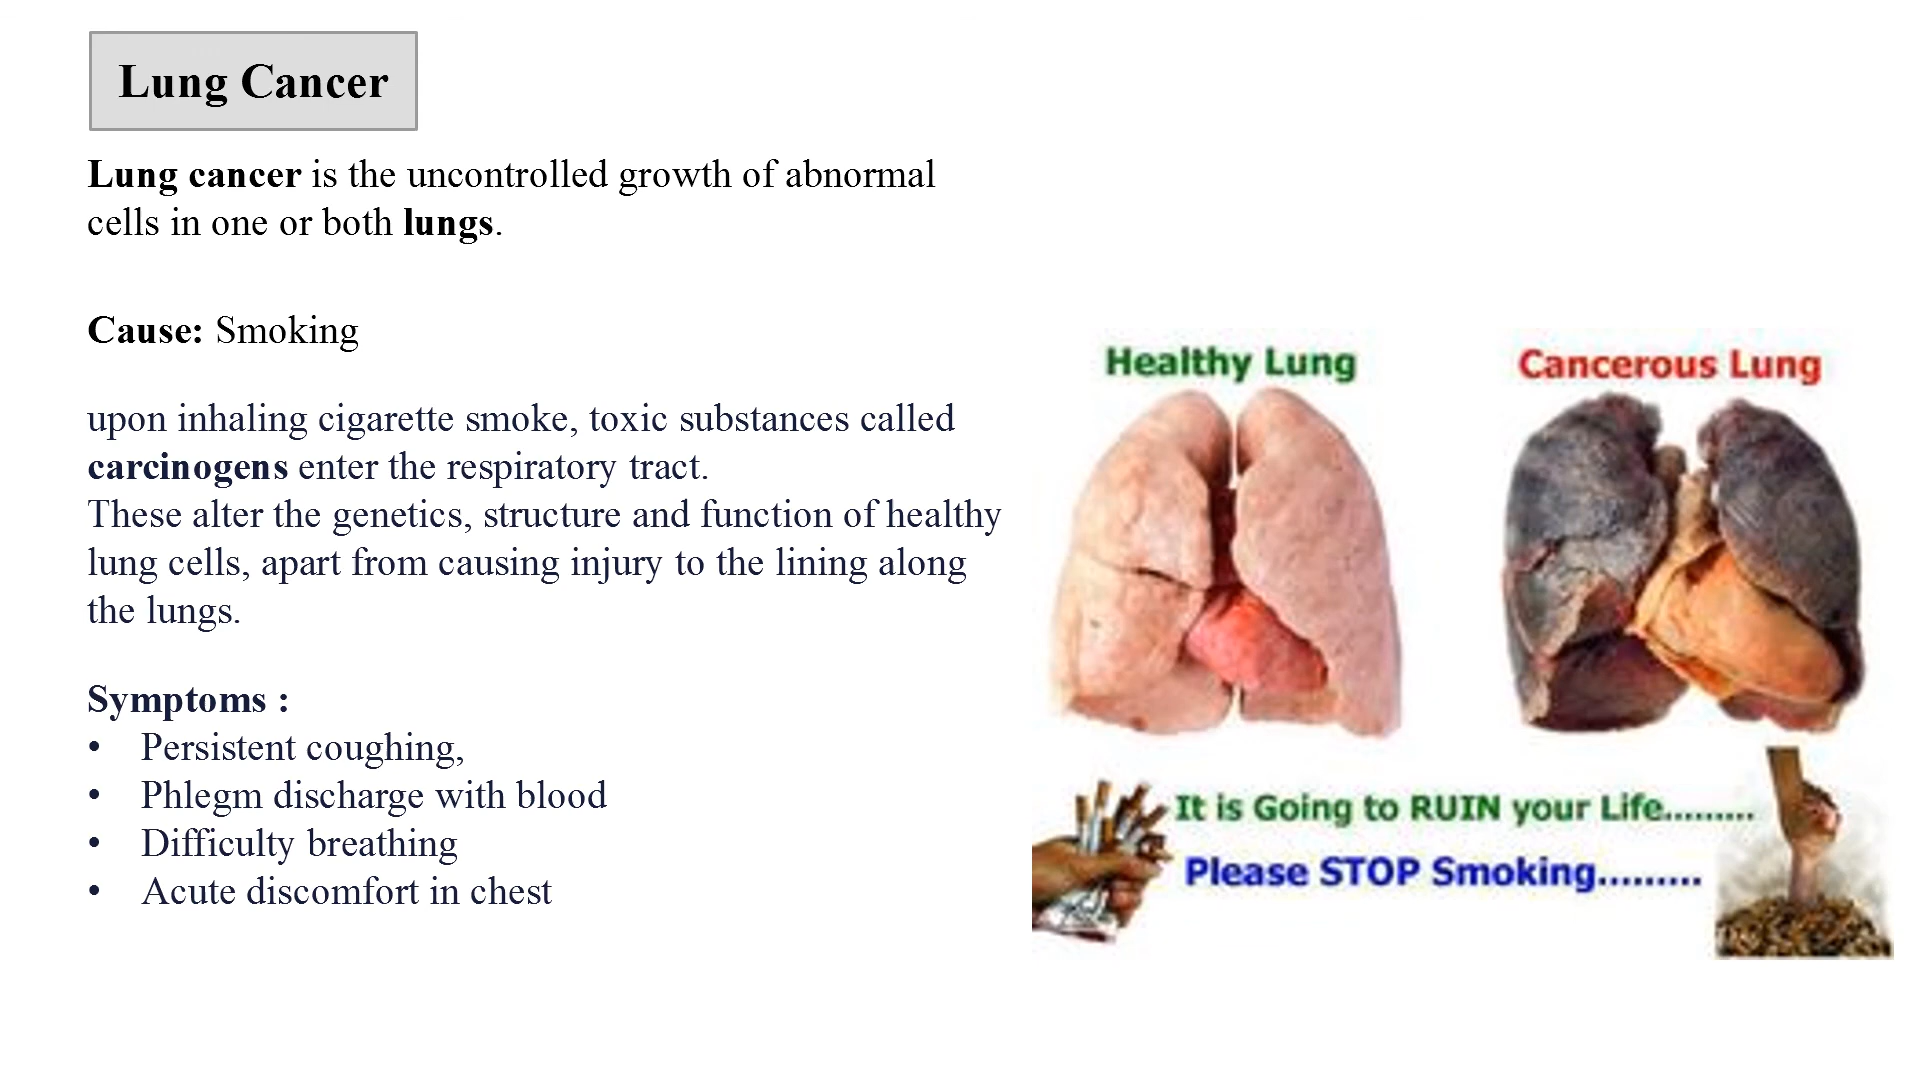 Lung Cancer
Lung cancer is the uncontrolled growth of abnormal
cells in one or both lungs.
Cause: Smoking
upon inhaling cigarette smoke, toxic substances called
carcinogens enter the respiratory tract.
These alter the genetics, structure and function of healthy
lung cells, apart from causing injury to the lining along
the lungs.
Symptoms :
• Persistent coughing,
• Phlegm discharge with blood
• Difficulty breathing
• Acute discomfort in chest
Healthy Lung
Cancerous Lung
It is Going to RUIN your Life.........
Please STOP Smoking.........